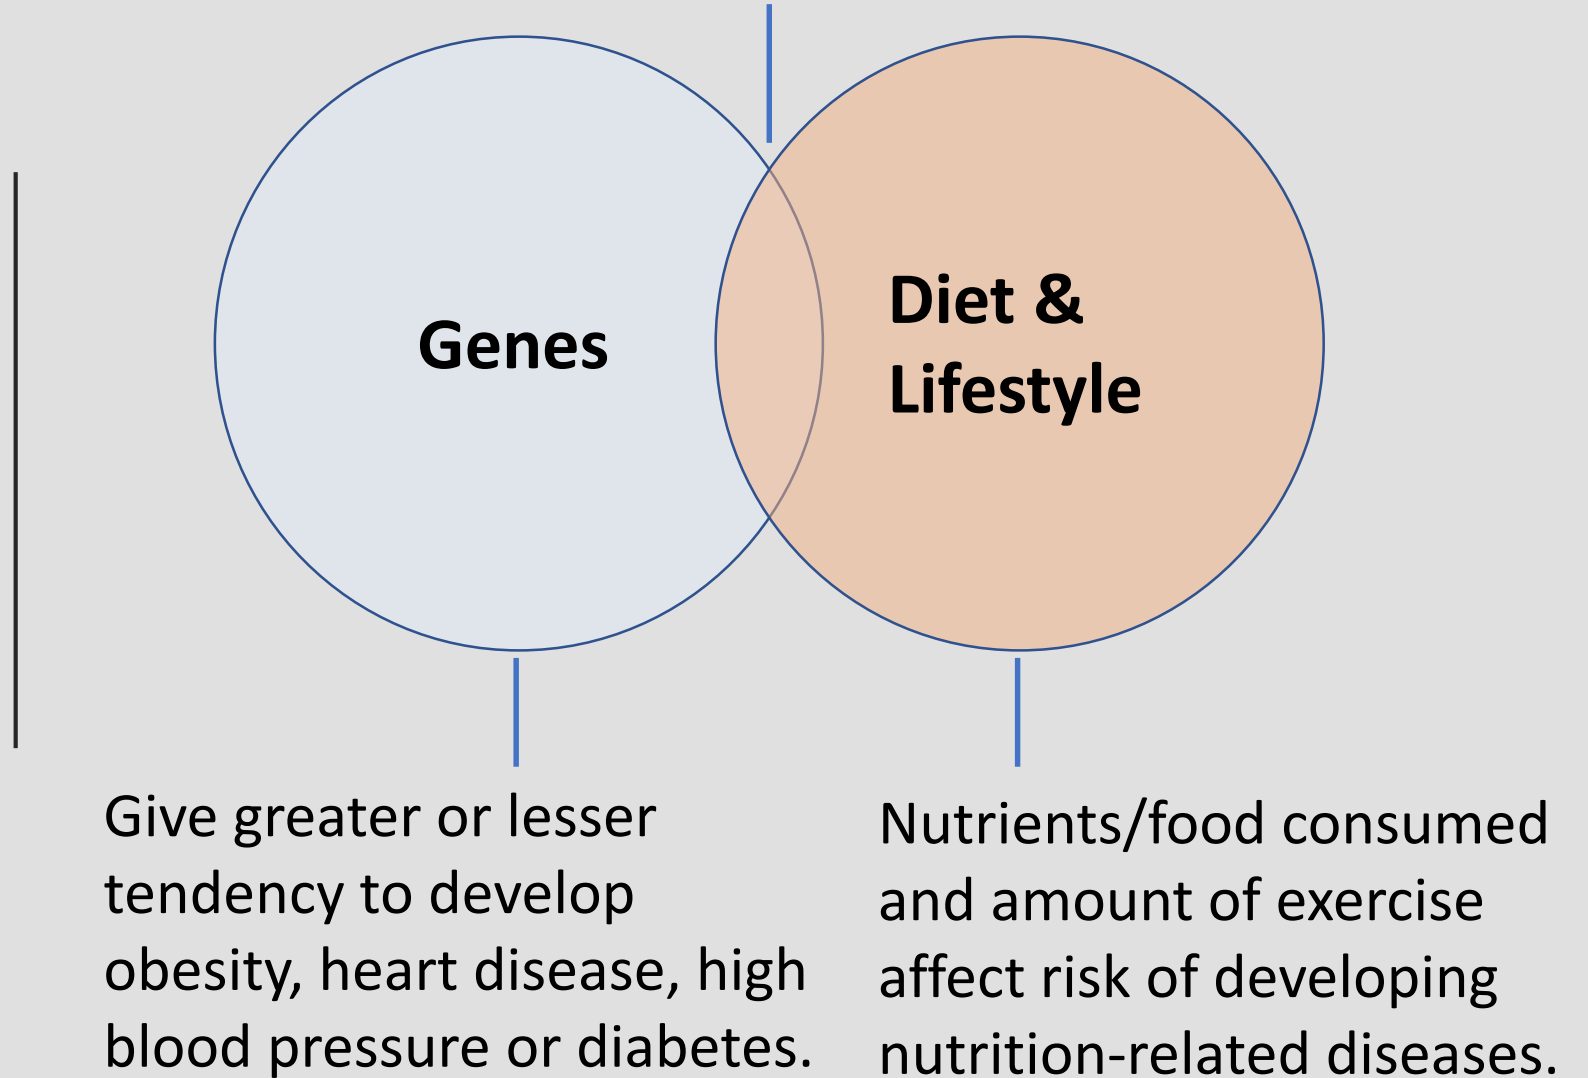 Genes
Diet &
Lifestyle
Give greater or lesser
tendency to develop
obesity, heart disease, high
blood pressure or diabetes.
Nutrients/food consumed
and amount of exercise
affect risk of developing
nutrition-related diseases.